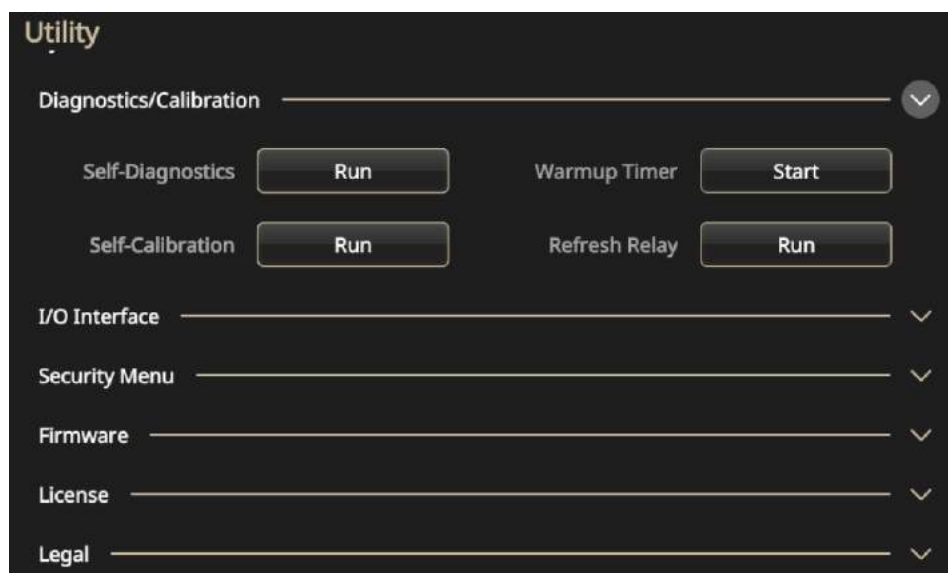 Utility
Diagnostics/Calibration
Self-Diagnostics Run Warmup Timer Start
Self-Calibration Run Refresh Relay Run
I/O Interface
Security Menu
Firmware
License
Legal